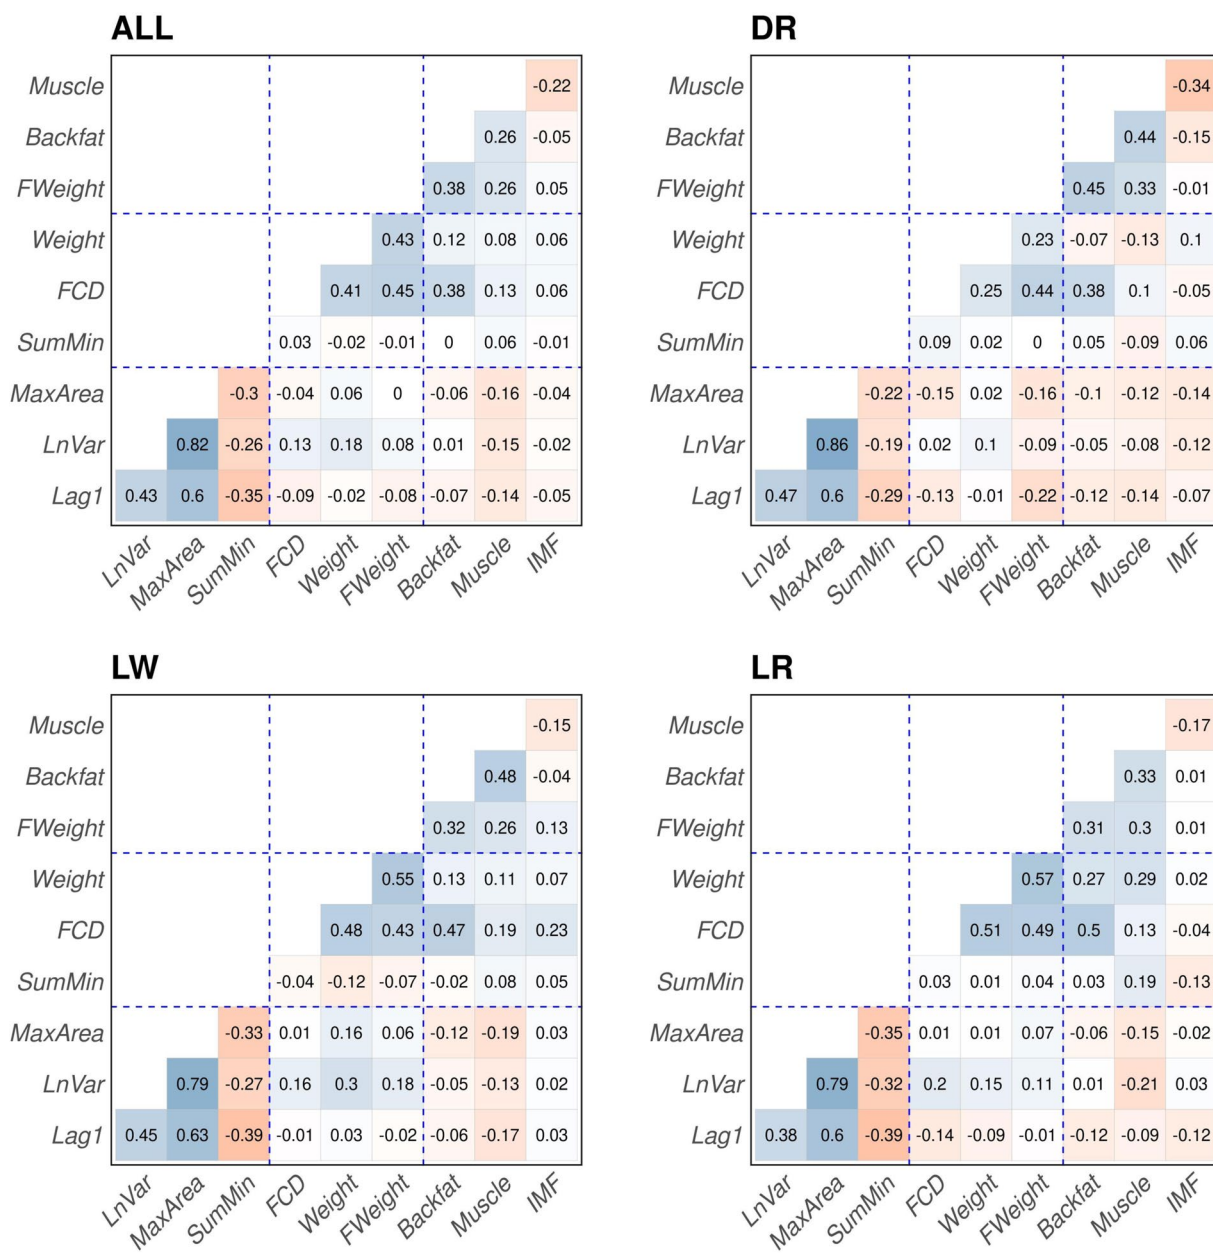 ALL
Muscle -0.22
Backfat 0.26 -0.05
FWeight 0.38 0.26 0.05
Weight 0.43 0.12 0.08 0.06
FCD 0.41 0.45 0.38 0.13 0.06
SumMin 0.03 -0.02 -0.01 0 0.06 -0.01
MaxArea -0.3 -0.04 0.06 0 -0.06 -0.16 -0.04
LnVar 0.82 -0.26 0.13 0.18 0.08 0.01 -0.15 -0.02
Lag1 0.43 0.6 -0.35 -0.09 -0.02 -0.08 -0.07 -0.14 -0.05
LnVar MaxArea SumMin FCD Weight FWeight Backfat Muscle IMF
DR
Muscle -0.34
Backfat 0.44 -0.15
FWeight 0.45 0.33 -0.01
Weight 0.23 -0.07 -0.13 0.1
FCD 0.25 0.44 0.38 0.1 -0.05
SumMin 0.09 0.02 0 0.05 -0.09 0.06
MaxArea -0.22 -0.15 0.02 -0.16 -0.1 -0.12 -0.14
LnVar 0.86 -0.19 0.02 0.1 -0.09 -0.05 -0.08 -0.12
Lag1 0.47 0.6 -0.29 -0.13 -0.01 -0.22 -0.12 -0.14 -0.07
LnVar MaxArea SumMin FCD Weight FWeight Backfat Muscle IMF
LW
Muscle -0.15
Backfat 0.48 -0.04
FWeight 0.32 0.26 0.13
Weight 0.55 0.13 0.11 0.07
FCD 0.48 0.43 0.47 0.19 0.23
SumMin -0.04 -0.12 -0.07 -0.02 0.08 0.05
MaxArea -0.33 0.01 0.16 0.06 -0.12 -0.19 0.03
LnVar 0.79 -0.27 0.16 0.3 0.18 -0.05 -0.13 0.02
Lag1 0.45 0.63 -0.39 -0.01 0.03 -0.02 -0.06 -0.17 0.03
LnVar MaxArea SumMin FCD Weight FWeight Backfat Muscle IMF
LR
Muscle -0.17
Backfat 0.33 0.01
FWeight 0.31 0.3 0.01
Weight 0.57 0.27 0.29 0.02
FCD 0.51 0.49 0.5 0.13 -0.04
SumMin 0.03 0.01 0.04 0.03 0.19 -0.13
MaxArea -0.35 0.01 0.01 0.07 -0.06 -0.15 -0.02
LnVar 0.79 -0.32 0.2 0.15 0.11 0.01 -0.21 0.03
Lag1 0.38 0.6 -0.39 -0.14 -0.09 -0.01 -0.12 -0.09 -0.12
LnVar MaxArea SumMin FCD Weight FWeight Backfat Muscle IMF